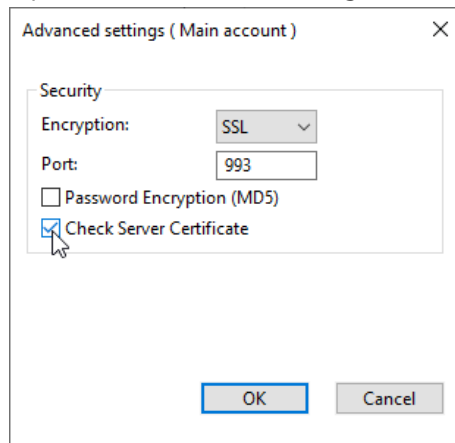 Advanced settings ( Main account )
Security
Encryption: SSL
Port: 993
Password Encryption (MD5)
Check Server Certificate
OK Cancel